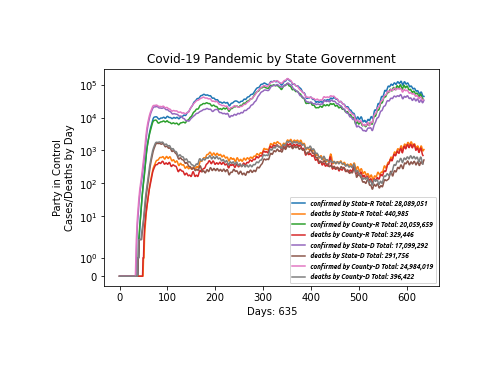 Covid-19 Pandemic by State Government
Party in Control
Cases/Deaths by Day
10^5
10^4
10^3
10^2
10^1
10^0
0
confirmed by State-R Total: 28,089,051
deaths by State-R Total: 440,985
confirmed by County-R Total: 20,059,659
deaths by County-R Total: 329,446
confirmed by State-D Total: 17,099,292
deaths by State-D Total: 291,756
confirmed by County-D Total: 24,984,019
deaths by County-D Total: 396,422
0 100 200 300 400 500 600
Days: 635